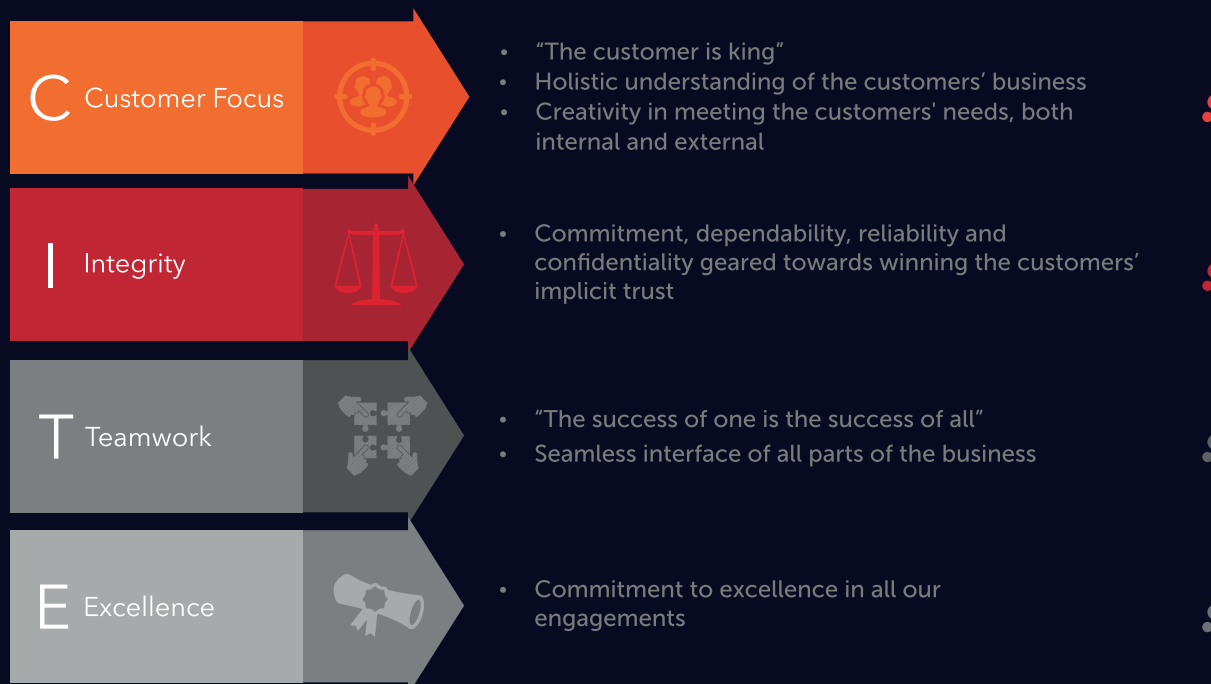 C Customer Focus
• “The customer is king”
• Holistic understanding of the customers‘ business
• Creativity in meeting the customers' needs, both
internal and external
I Integrity
• Commitment, dependability, reliability and
confidentiality geared towards winning the customers’
implicit trust
T Teamwork
• “The success of one is the success of all”
• Seamless interface of all parts of the business
E Excellence
• Commitment to excellence in all our
engagements